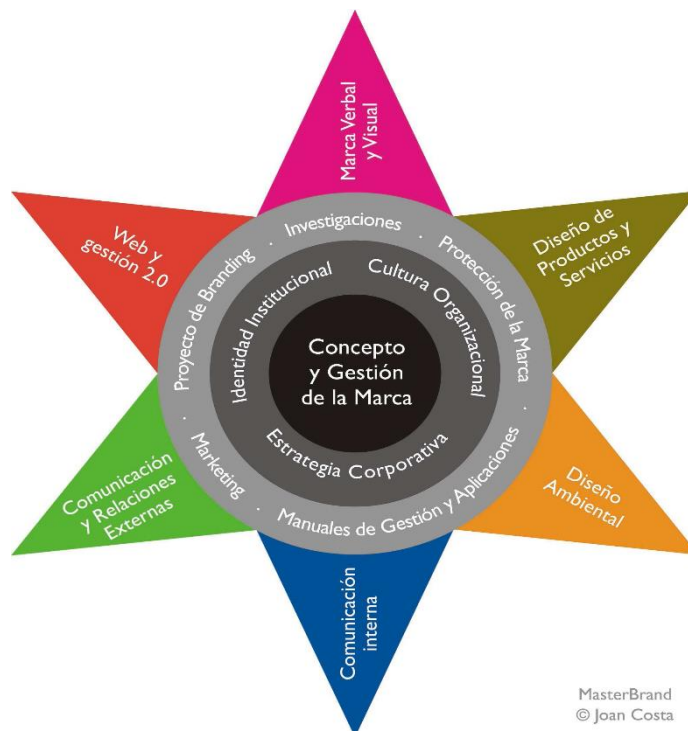 Marca Verbal
y Visual
Diseño de
Productos y
Servicios
Diseño
Ambiental
Comunicación
interna
Comunicación
y Relaciones
Externas
Web y
gestión 2.0
Proyecto de Branding · Investigaciones · Protección de la Marca ·
Manuales de Gestión y Aplicaciones ·
Marketing ·
Identidad Institucional
Cultura Organizacional
Estrategia Corporativa
Concepto
y Gestión
de la Marca
MasterBrand
© Joan Costa